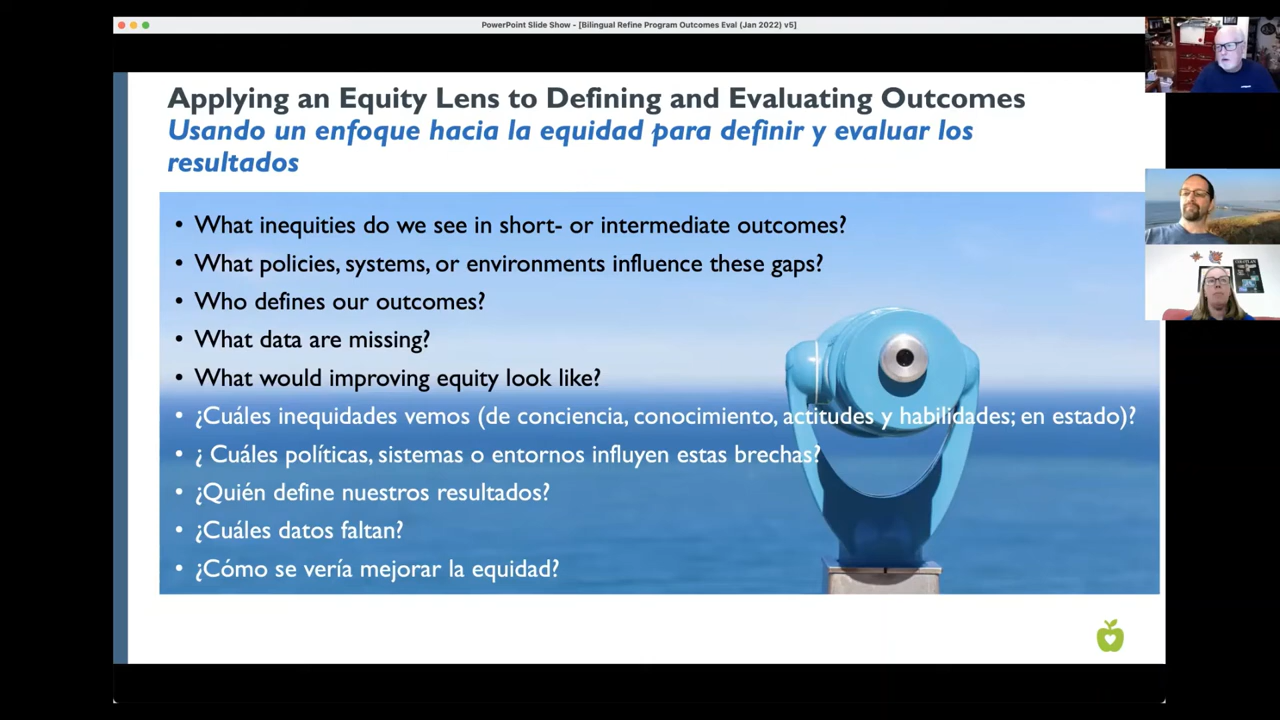 PowerPoint Slide Show - [Bilingual Refine Program Outcomes Eval (Jan 2022) v5]
Applying an Equity Lens to Defining and Evaluating Outcomes
Usando un enfoque hacia la equidad para definir y evaluar los
resultados
• What inequities do we see in short- or intermediate outcomes?
• What policies, systems, or environments influence these gaps?
• Who defines our outcomes?
• What data are missing?
• What would improving equity look like?
• ¿Cuáles inequidades vemos (de conciencia, conocimiento, actitudes y habilidades; en estado)?
• ¿ Cuáles políticas, sistemas o entornos influyen estas brechas?
• ¿Quién define nuestros resultados?
• ¿Cuáles datos faltan?
• ¿Cómo se vería mejorar la equidad?